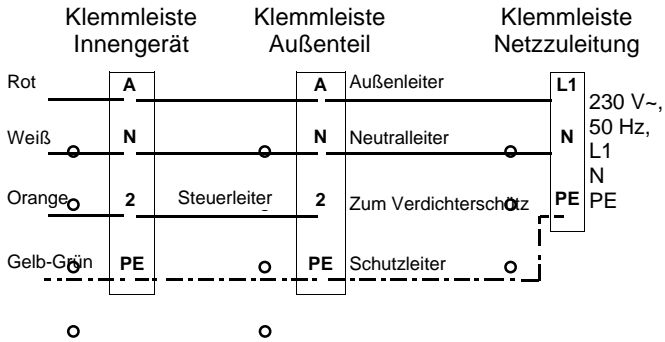 Klemmleiste Klemmleiste Klemmleiste
Innengerät Außenteil Netzzuleitung
Rot A A Außenleiter L1
230 V~,
Weiß N N Neutralleiter N 50 Hz,
L1
N
Orange 2 Steuerleiter 2 Zum Verdichterschütz PE PE
Gelb-Grün PE PE Schutzleiter